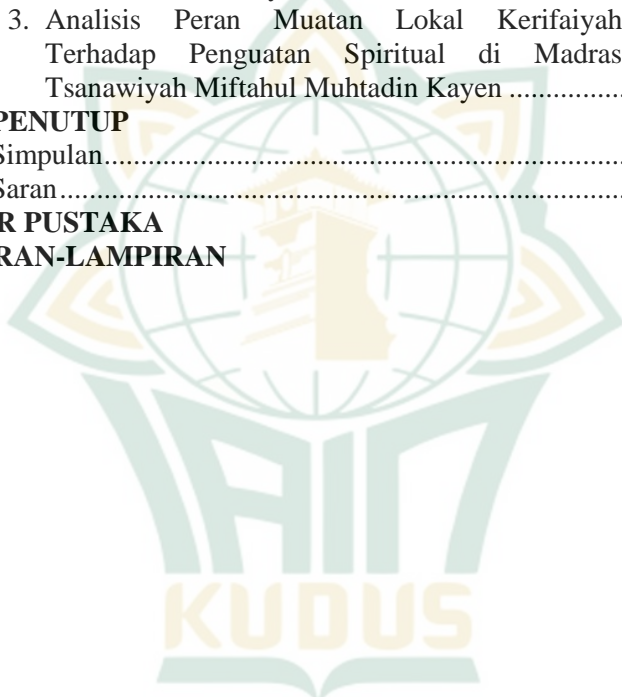 3. Analisis Peran Muatan Lokal Kerifaiyah
Terhadap Penguatan Spiritual di Madras
Tsanawiyah Miftahul Muhtadin Kayen ................
PENUTUP
Simpulan.....................................................................
Saran...........................................................................
R PUSTAKA
RAN-LAMPIRAN
IAIN
KUDUS